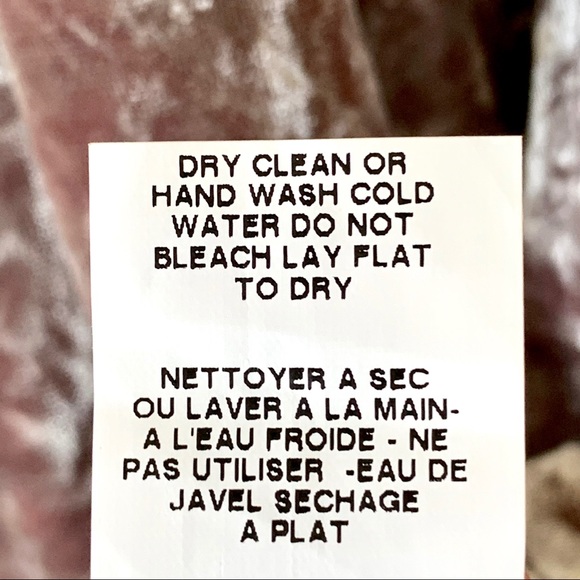 DRY CLEAN OR
HAND WASH COLD
WATER DO NOT
BLEACH LAY FLAT
TO DRY
NETTOYER A SEC
OU LAVER A LA MAIN-
A L'EAU FROIDE - NE
PAS UTILISER -EAU DE
JAVEL SECHAGE
A PLAT